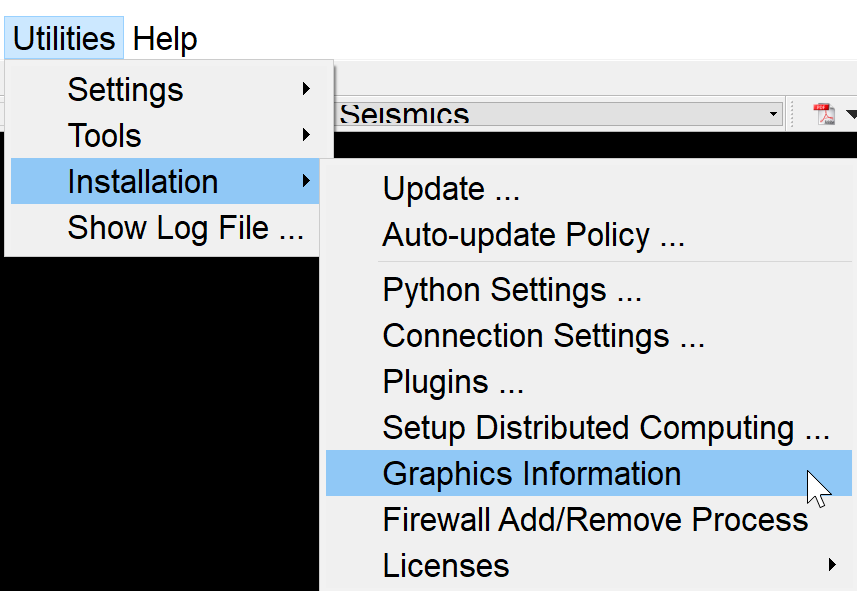 Utilities Help
Settings
Tools
Installation
Show Log File ...
Seismics
PDF
Update ...
Auto-update Policy ...
Python Settings ...
Connection Settings ...
Plugins ...
Setup Distributed Computing ...
Graphics Information
Firewall Add/Remove Process
Licenses